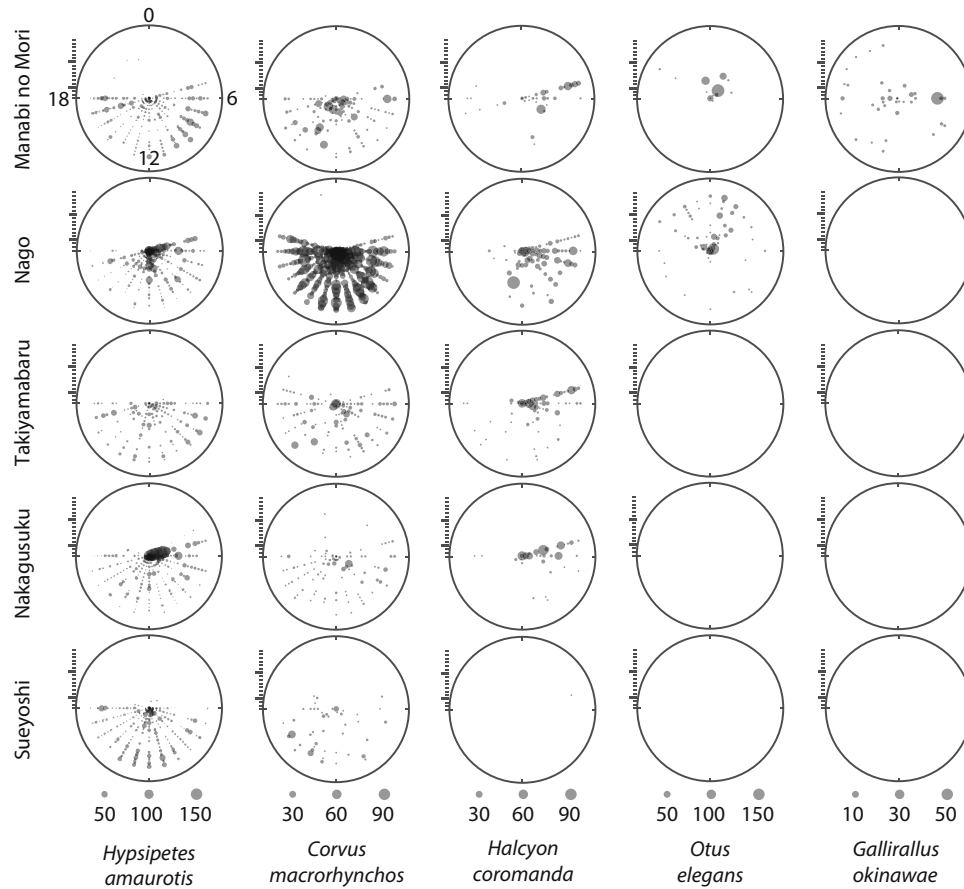 0
18
6
12
Manabi no Mori
Nago
Takiyamabaru
Nakagusuku
Sueyoshi
50 100 150
30 60 90
30 60 90
50 100 150
10 30 50
Hypsipetes
amaurotis
Corvus
macrorhynchos
Halcyon
coromanda
Otus
elegans
Gallirallus
okinawae